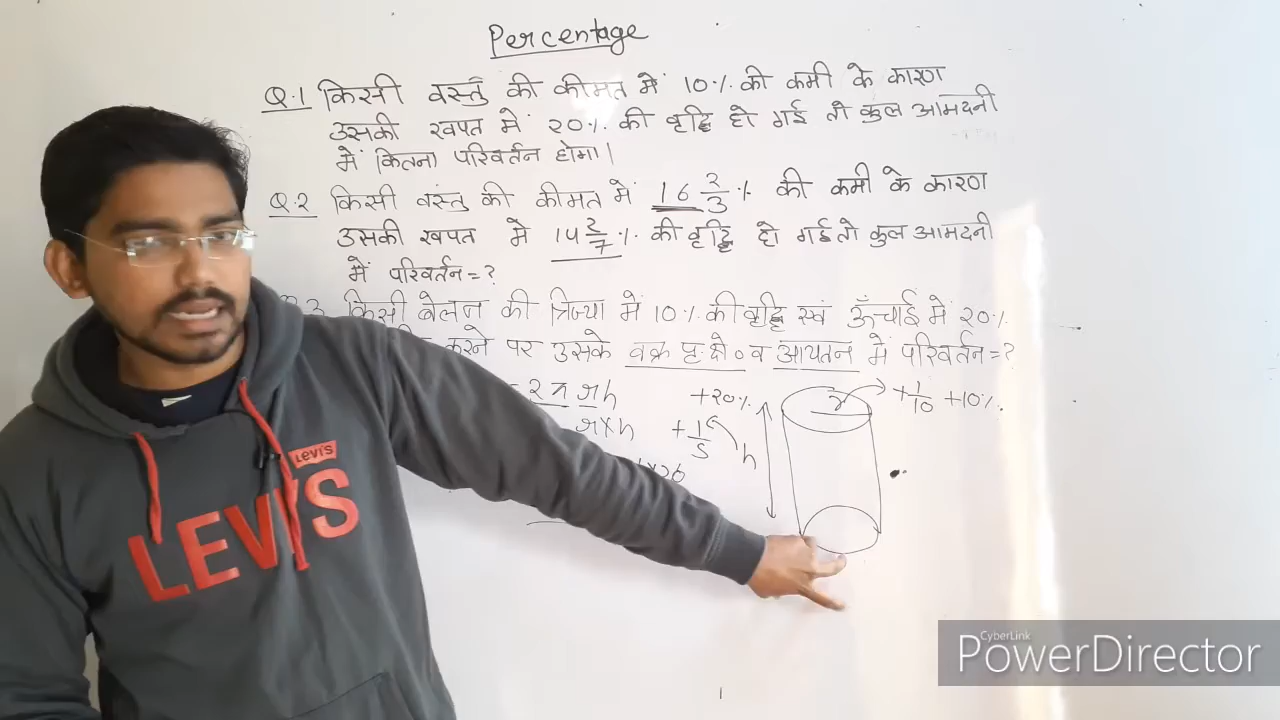 Percentage
Q.1 किसी वस्तु की कीमत में 10% की कमी के कारण
उसकी खपत में 20% की वृद्धि हो गई तो कुल आमदनी
में कितना परिवर्तन होगा।
Q.2 किसी वस्तु की कीमत में 16 2/3 % की कमी के कारण
उसकी खपत में 14 2/7 % की वृद्धि हो गई तो कुल आमदनी
में परिवर्तन = ?
3 किसी बेलन की त्रिज्या में 10% की वृद्धि एवं ऊँचाई में 20%
करने पर उसके वक्र पृ. क्षे० व आयतन में परिवर्तन = ?
= 2 π r h
r × h
+20%
+ 1/5
h
r
+ 1/10 +10%.
LEVI'S
LEVI'S
CyberLink
PowerDirector